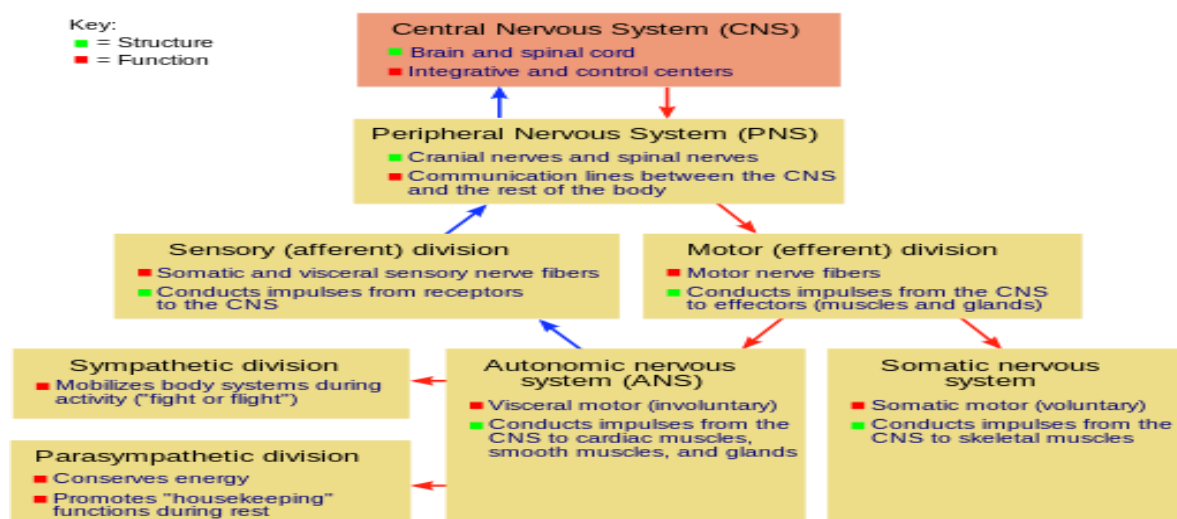 Key:
= Structure
= Function
Central Nervous System (CNS)
Brain and spinal cord
Integrative and control centers
Peripheral Nervous System (PNS)
Cranial nerves and spinal nerves
Communication lines between the CNS
and the rest of the body
Sensory (afferent) division
Somatic and visceral sensory nerve fibers
Conducts impulses from receptors
to the CNS
Motor (efferent) division
Motor nerve fibers
Conducts impulses from the CNS
to effectors (muscles and glands)
Sympathetic division
Mobilizes body systems during
activity ("fight or flight")
Autonomic nervous
system (ANS)
Visceral motor (involuntary)
Conducts impulses from the
CNS to cardiac muscles,
smooth muscles, and glands
Somatic nervous
system
Somatic motor (voluntary)
Conducts impulses from the
CNS to skeletal muscles
Parasympathetic division
Conserves energy
Promotes "housekeeping"
functions during rest